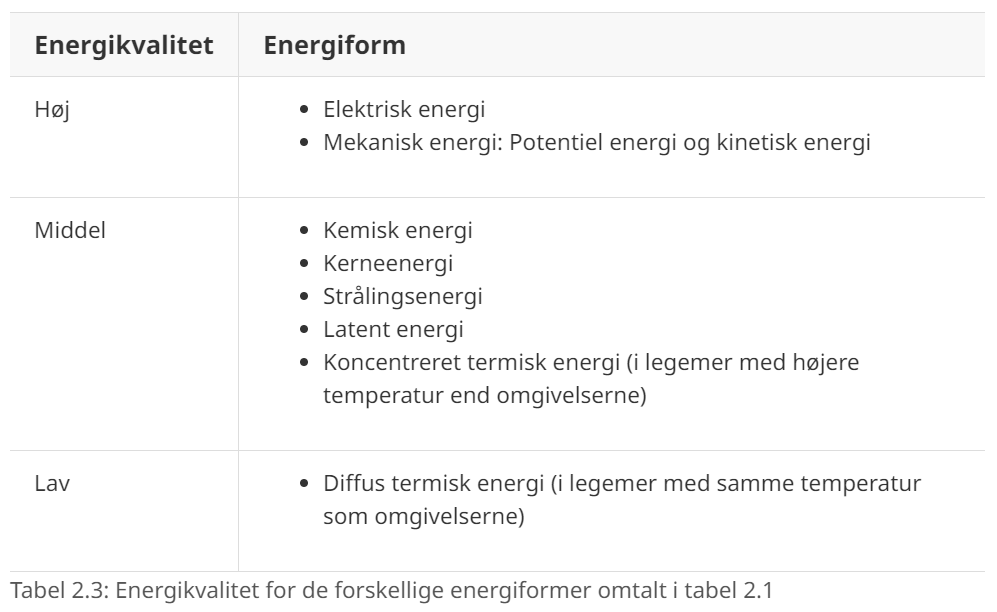 Energikvalitet Energiform
Høj
• Elektrisk energi
• Mekanisk energi: Potentiel energi og kinetisk energi
Middel
• Kemisk energi
• Kerneenergi
• Strålingsenergi
• Latent energi
• Koncentreret termisk energi (i legemer med højere
temperatur end omgivelserne)
Lav
• Diffus termisk energi (i legemer med samme temperatur
som omgivelserne)
Tabel 2.3: Energikvalitet for de forskellige energiformer omtalt i tabel 2.1